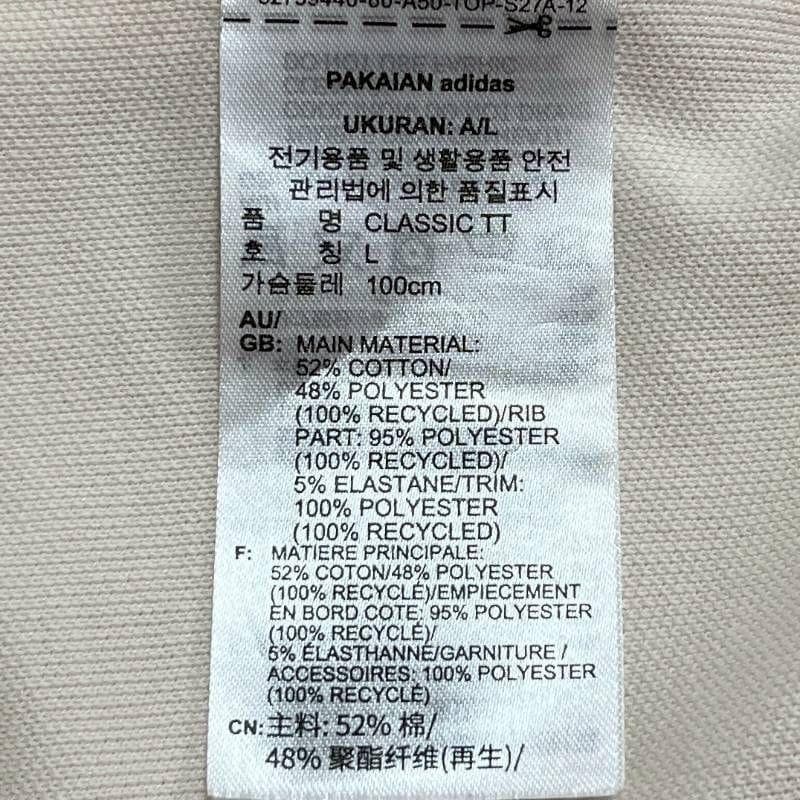 PAKAIAN adidas
UKURAN: A/L
전기용품 및 생활용품 안전
관리법에 의한 품질표시
품 명 CLASSIC TT
호 칭 L
가슴둘레 100cm
AU/
GB: MAIN MATERIAL:
52% COTTON/
48% POLYESTER
(100% RECYCLED)/RIB
PART: 95% POLYESTER
(100% RECYCLED)/
5% ELASTANE/TRIM:
100% POLYESTER
(100% RECYCLED)
F: MATIERE PRINCIPALE:
52% COTON/48% POLYESTER
(100% RECYCLÉ)/EMPIECEMENT
EN BORD COTE: 95% POLYESTER
(100% RECYCLÉ)/
5% ÉLASTHANNE/GARNITURE /
ACCESSOIRES: 100% POLYESTER
(100% RECYCLÉ)
CN: 主料: 52% 棉/
48% 聚酯纤维(再生)/